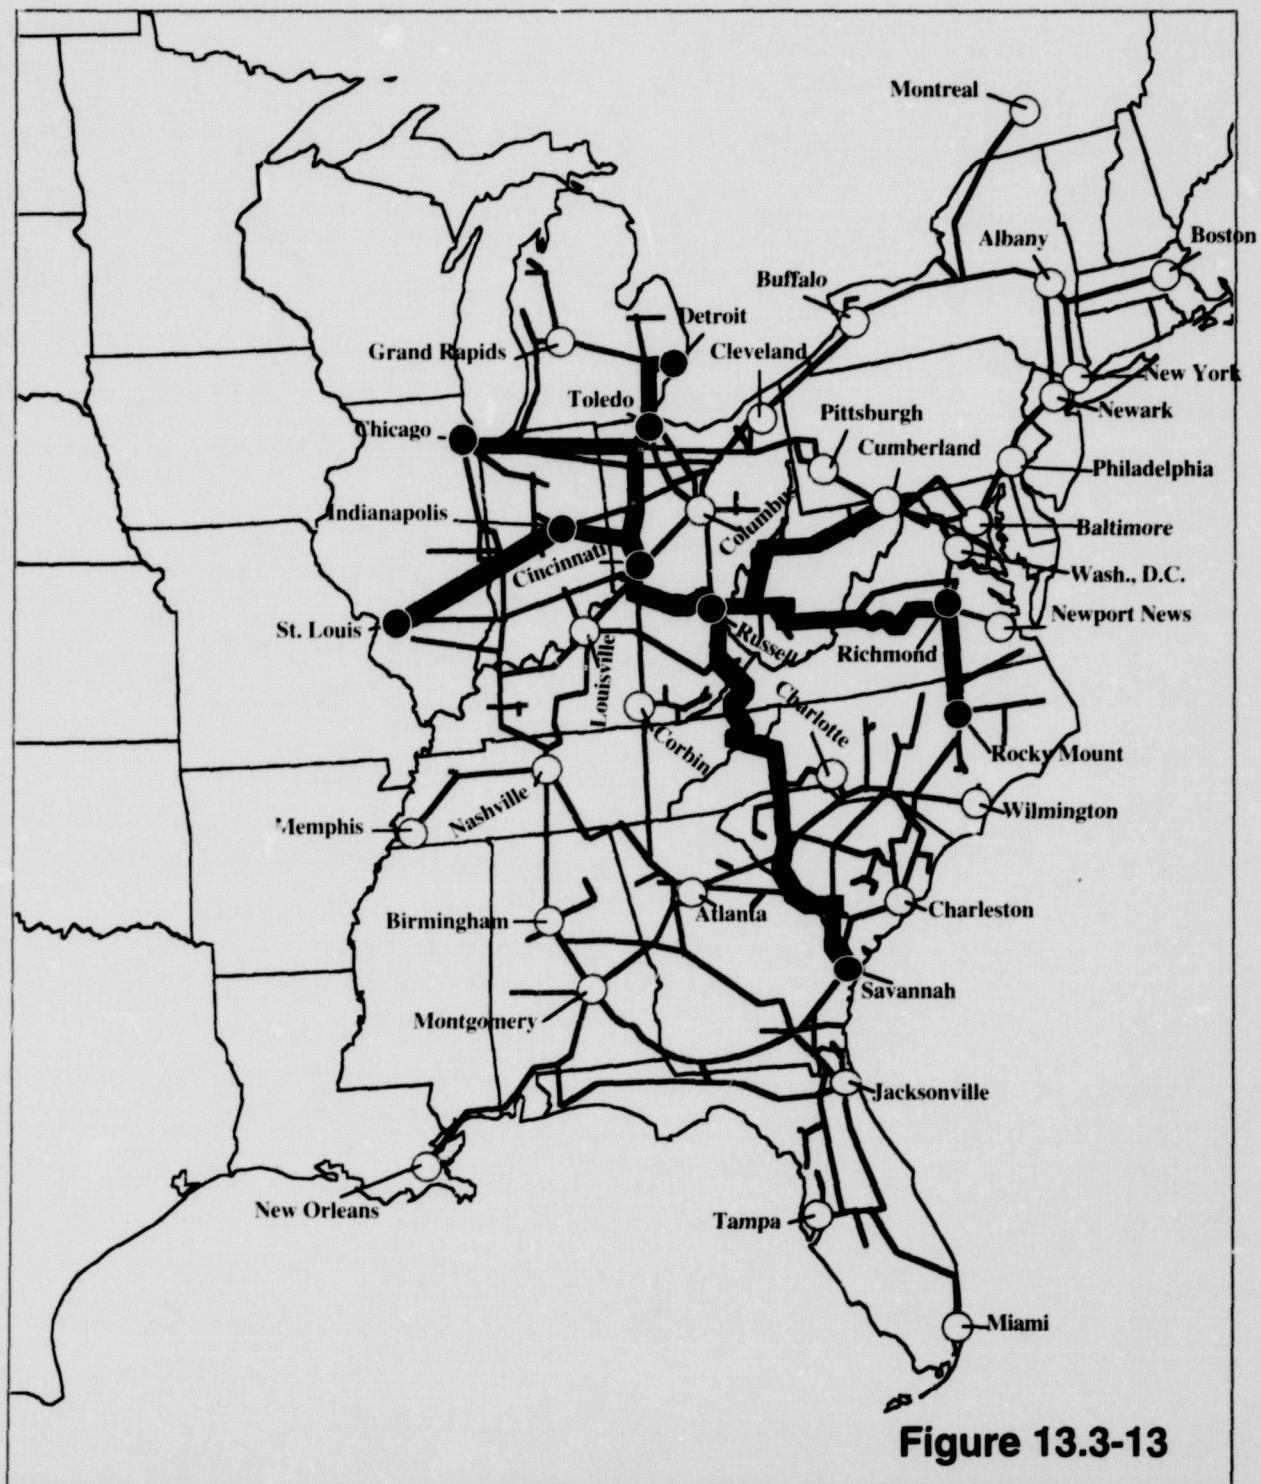 Montreal
Albany
Boston
Buffalo
Detroit
Grand Rapids
Cleveland
New York
Toledo
Newark
Pittsburgh
Chicago
Cumberland
Philadelphia
Indianapolis
Columbus
Baltimore
Cincinnati
Wash., D.C.
Newport News
St. Louis
Russell
Richmond
Louisville
Charlotte
Corbin
Rocky Mount
Nashville
Wilmington
Memphis
Atlanta
Charleston
Birmingham
Savannah
Montgomery
Jacksonville
New Orleans
Tampa
Miami
Figure 13.3-13